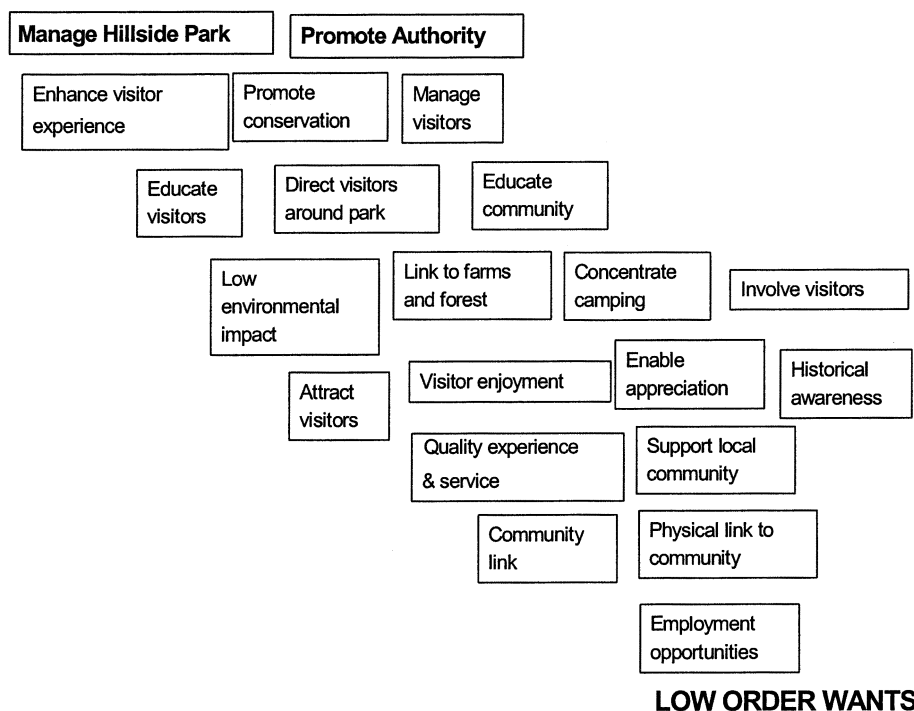 Manage Hillside Park
Promote Authority
Enhance visitor
experience
Promote
conservation
Manage
visitors
Educate
visitors
Direct visitors
around park
Educate
community
Low
environmental
impact
Link to farms
and forest
Concentrate
camping
Involve visitors
Attract
visitors
Visitor enjoyment
Enable
appreciation
Historical
awareness
Quality experience
& service
Support local
community
Community
link
Physical link to
community
Employment
opportunities
LOW ORDER WANTS